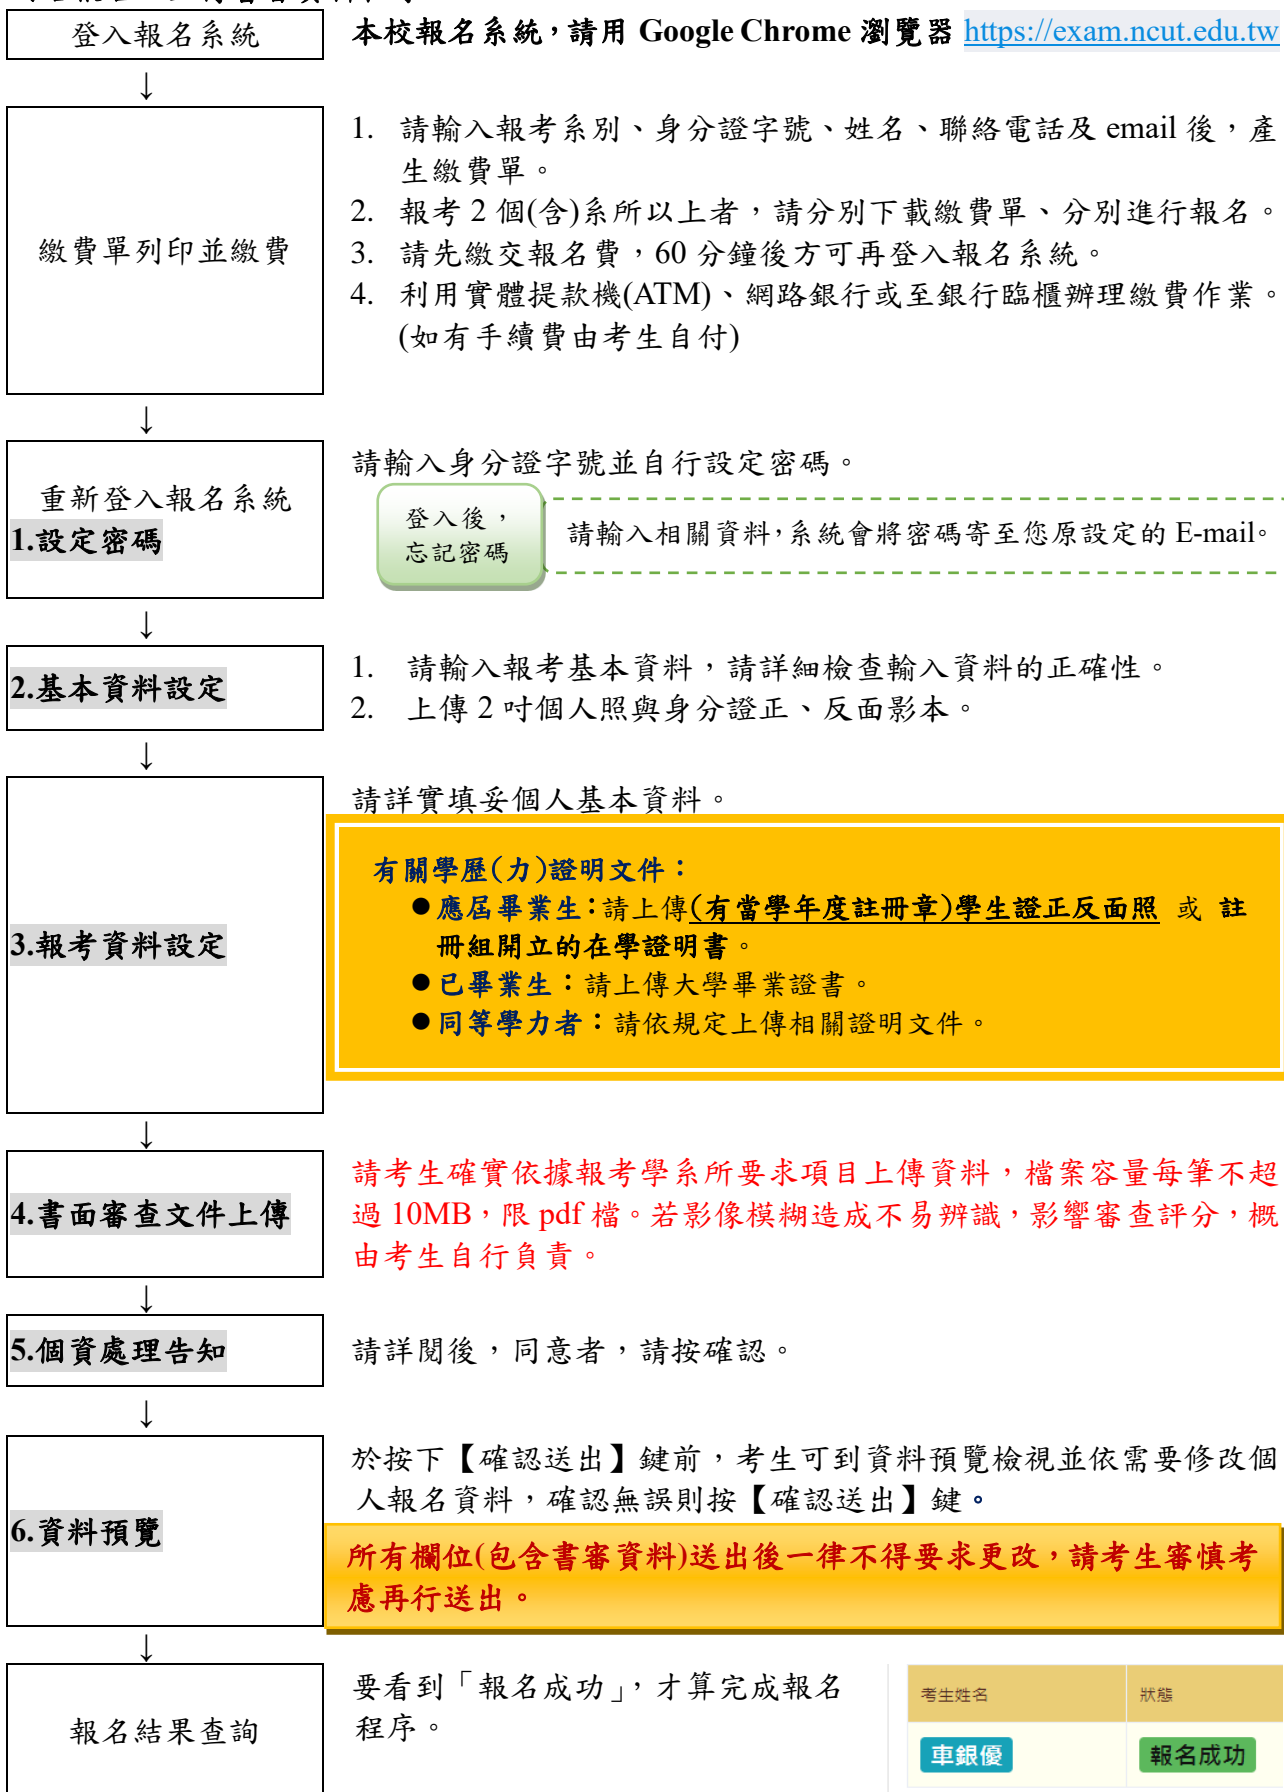 登入報名系統
本校報名系統，請用 Google Chrome 瀏覽器 https://exam.ncut.edu.tw
↓
繳費單列印並繳費
1. 請輸入報考系別、身分證字號、姓名、聯絡電話及 email 後，產
生繳費單。
2. 報考 2 個(含)系所以上者，請分別下載繳費單、分別進行報名。
3. 請先繳交報名費，60 分鐘後方可再登入報名系統。
4. 利用實體提款機(ATM)、網路銀行或至銀行臨櫃辦理繳費作業。
(如有手續費由考生自付)
↓
重新登入報名系統
1.設定密碼
請輸入身分證字號並自行設定密碼。
登入後，
忘記密碼
請輸入相關資料，系統會將密碼寄至您原設定的 E-mail。
↓
2.基本資料設定
1. 請輸入報考基本資料，請詳細檢查輸入資料的正確性。
2. 上傳 2 吋個人照與身分證正、反面影本。
↓
3.報考資料設定
請詳實填妥個人基本資料。
有關學歷(力)證明文件：
●應屆畢業生：請上傳(有當學年度註冊章)學生證正反面照 或 註
冊組開立的在學證明書。
●已畢業生：請上傳大學畢業證書。
●同等學力者：請依規定上傳相關證明文件。
↓
4.書面審查文件上傳
請考生確實依據報考學系所要求項目上傳資料，檔案容量每筆不超
過 10MB，限 pdf 檔。若影像模糊造成不易辨識，影響審查評分，概
由考生自行負責。
↓
5.個資處理告知
請詳閱後，同意者，請按確認。
↓
6.資料預覽
於按下【確認送出】鍵前，考生可到資料預覽檢視並依需要修改個
人報名資料，確認無誤則按【確認送出】鍵。
所有欄位(包含書審資料)送出後一律不得要求更改，請考生審慎考
慮再行送出。
↓
報名結果查詢
要看到「報名成功」，才算完成報名
程序。
考生姓名 狀態
車銀優 報名成功